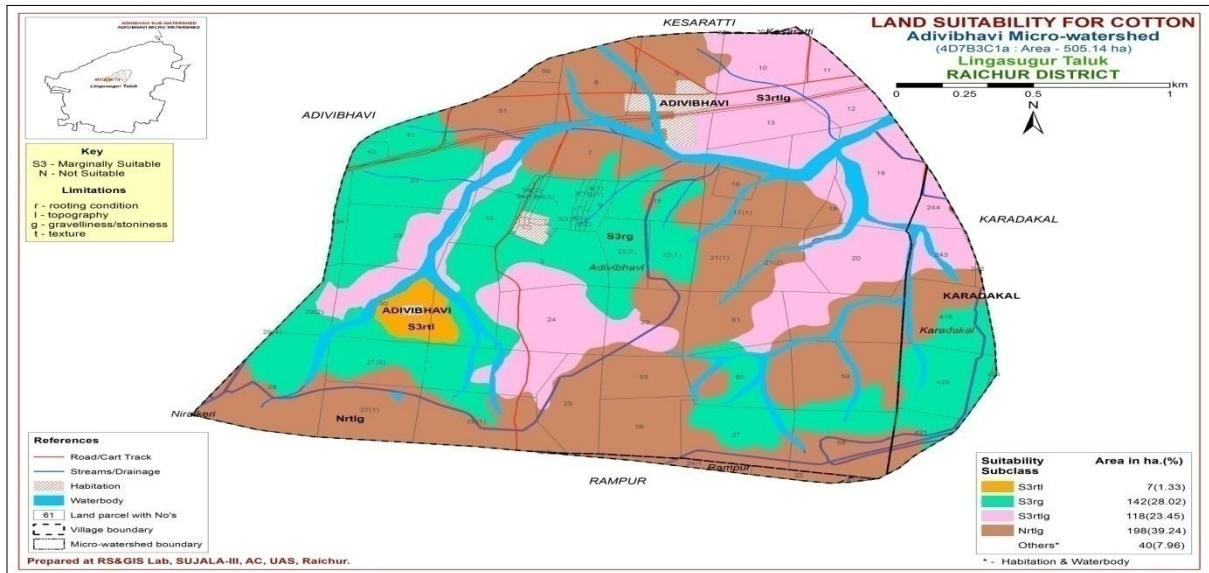 ADIVIBHAVI SUB-WATERSHED
ADIVIBHAVI MICRO-WATERSHED
Lingasugur Taluk
LAND SUITABILITY FOR COTTON
Adivibhavi Micro-watershed
(4D7B3C1a : Area - 505.14 ha)
Lingasugur Taluk
RAICHUR DISTRICT
0 0.25 0.5 1 km
N
Key
S3 - Marginally Suitable
N - Not Suitable
Limitations
r - rooting condition
l - topography
g - gravelliness/stoniness
t - texture
KESARATTI
Kesaratti
ADIVIBHAVI
ADIVIBHAVI
S3rtlg
KARADAKAL
S3rg
Adivibhavi
KARADAKAL
Karadakal
ADIVIBHAVI
S3rtl
Niralkeri
Nrtlg
Rampur
RAMPUR
50
8
9
10
11
51
12
13
41
40
7
16
19
18
17(1)
244
33
22(2)
22(1)
21(1)
21(2)
20
243
2
24
23
61
30
29(2)
27(2)
28
27(1)
25
55
56
60
59
57
58
420
421
References
Road/Cart Track
Streams/Drainage
Habitation
Waterbody
61 Land parcel with No's
Village boundary
Micro-watershed boundary
Suitability Subclass Area in ha.(%)
S3rtl 7(1.33)
S3rg 142(28.02)
S3rtlg 118(23.45)
Nrtlg 198(39.24)
Others* 40(7.96)
* - Habitation & Waterbody
Prepared at RS&GIS Lab, SUJALA-III, AC, UAS, Raichur.